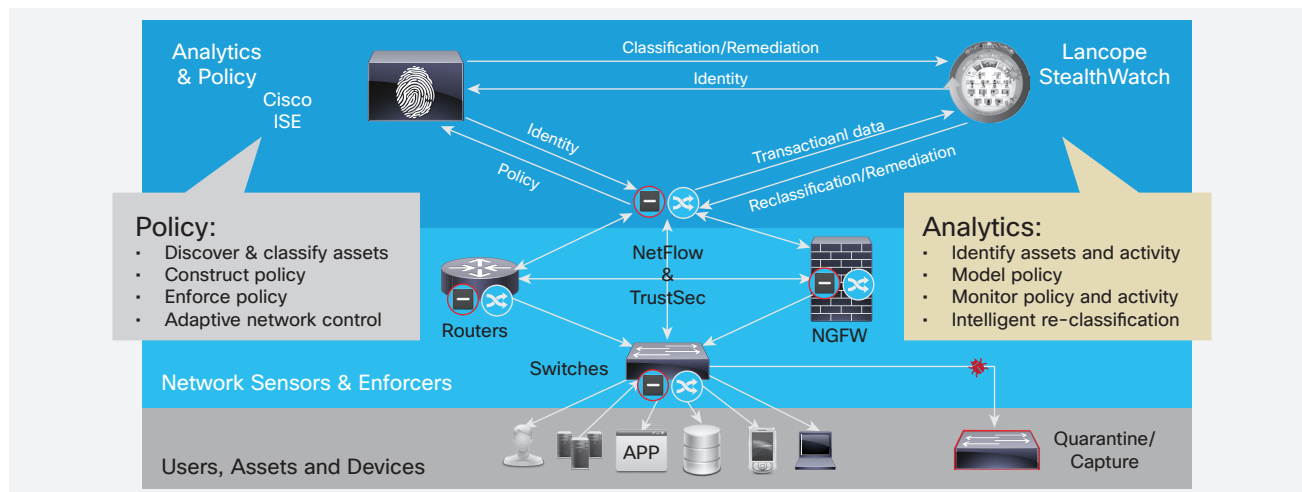 Analytics
& Policy
Cisco
ISE
Classification/Remediation
Identity
Lancope
StealthWatch
Identity
Policy
Transactioanl data
Reclassification/Remediation
Policy:
· Discover & classify assets
· Construct policy
· Enforce policy
· Adaptive network control
Analytics:
· Identify assets and activity
· Model policy
· Monitor policy and activity
· Intelligent re-classification
NetFlow
&
TrustSec
Routers
NGFW
Switches
Network Sensors & Enforcers
APP
Users, Assets and Devices
Quarantine/
Capture